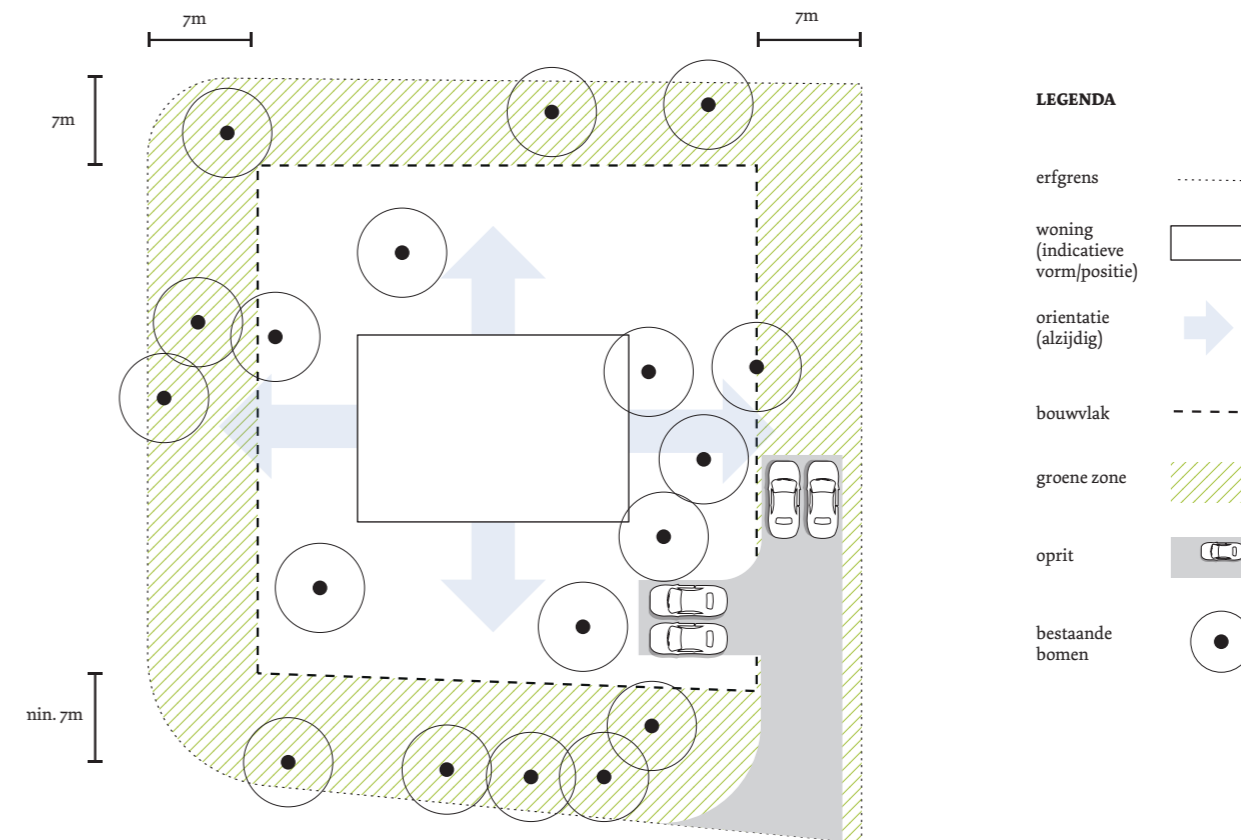 7m
7m
7m
nin. 7m
LEGENDA
erfgrens
woning
(indicatieve
vorm/positie)
orientatie
(alzijdig)
bouwvlak
groene zone
oprit
bestaande
bomen